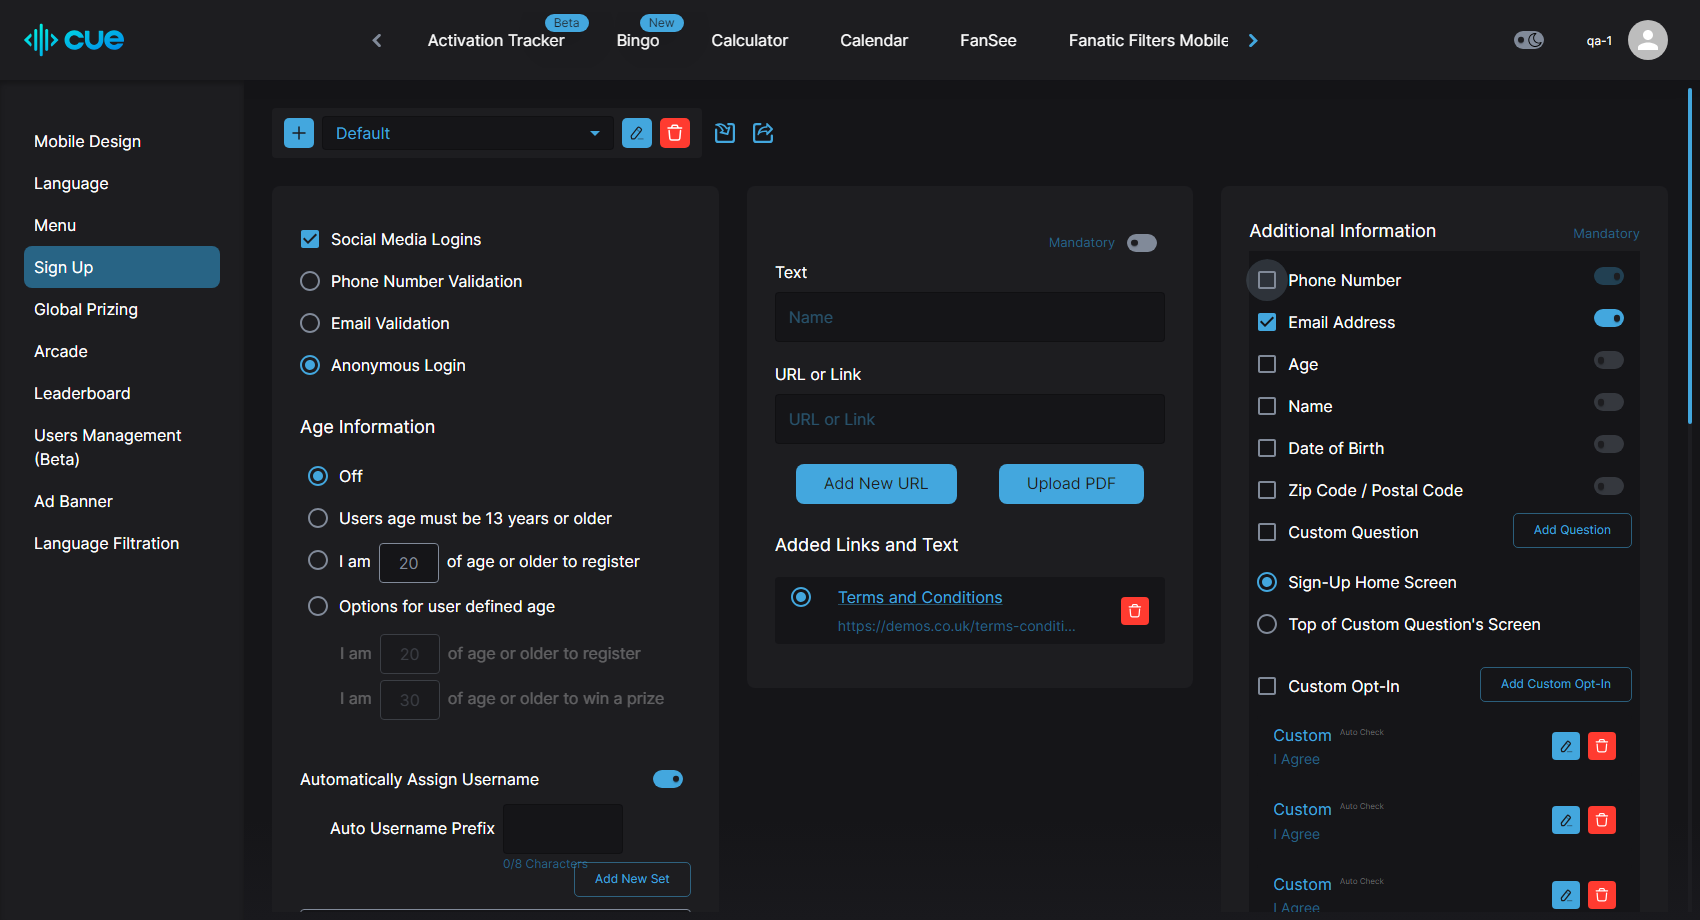 cue
Activation Tracker
Beta
Bingo
New
Calculator
Calendar
FanSee
Fanatic Filters Mobile
qa-1
Mobile Design
Language
Menu
Sign Up
Global Prizing
Arcade
Leaderboard
Users Management
(Beta)
Ad Banner
Language Filtration
Default
Social Media Logins
Phone Number Validation
Email Validation
Anonymous Login
Age Information
Off
Users age must be 13 years or older
I am 20 of age or older to register
Options for user defined age
I am 20 of age or older to register
I am 30 of age or older to win a prize
Automatically Assign Username
Auto Username Prefix
0/8 Characters
Add New Set
Mandatory
Text
Name
URL or Link
URL or Link
Add New URL
Upload PDF
Added Links and Text
Terms and Conditions
https://demos.co.uk/terms-conditi...
Additional Information
Mandatory
Phone Number
Email Address
Age
Name
Date of Birth
Zip Code / Postal Code
Custom Question
Add Question
Sign-Up Home Screen
Top of Custom Question's Screen
Custom Opt-In
Add Custom Opt-In
Custom Auto Check
I Agree
Custom Auto Check
I Agree
Custom Auto Check
I Agree